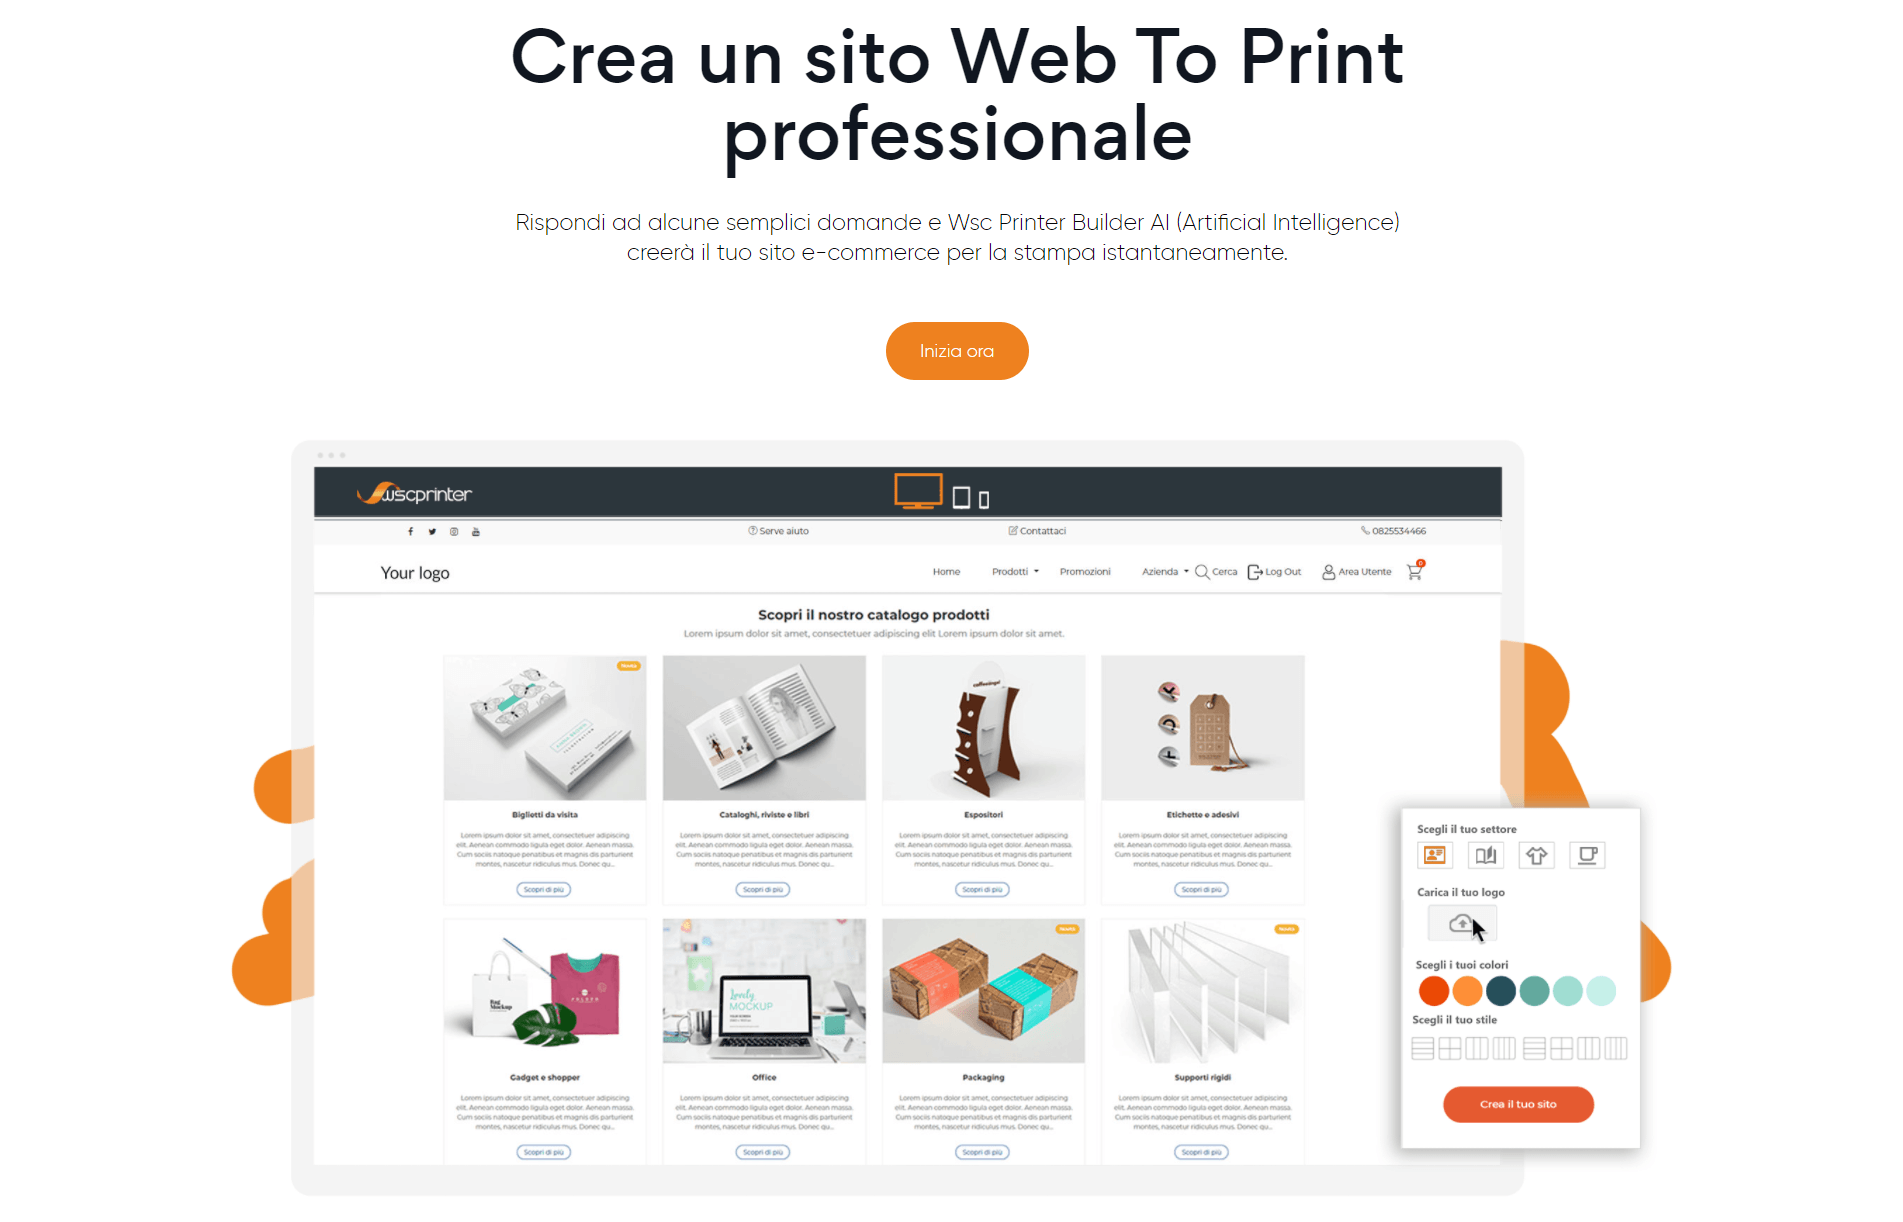 Crea un sito Web To Print
professionale
Rispondi ad alcune semplici domande e Wsc Printer Builder AI (Artificial Intelligence)
creerà il tuo sito e-commerce per la stampa istantaneamente.
Inizia ora
wscprinter
Serve aiuto
Contattaci
0825534466
Your logo
Home
Prodotti
Promozioni
Azienda
Cerca
Log Out
Area Utente
0
Scopri il nostro catalogo prodotti
Lorem ipsum dolor sit amet, consectetuer adipiscing elit Lorem ipsum dolor sit amet.
Biglietti da visita
Lorem ipsum dolor sit amet, consectetuer adipiscing
elit. Aenean commodo ligula eget dolor. Aenean massa.
Cum sociis natoque penatibus et magnis dis parturient
montes, nascetur ridiculus mus. Donec qu...
Scopri di più
Cataloghi, riviste e libri
Lorem ipsum dolor sit amet, consectetuer adipiscing
elit. Aenean commodo ligula eget dolor. Aenean massa.
Cum sociis natoque penatibus et magnis dis parturient
montes, nascetur ridiculus mus. Donec qu...
Scopri di più
Espositori
Lorem ipsum dolor sit amet, consectetuer adipiscing
elit. Aenean commodo ligula eget dolor. Aenean massa.
Cum sociis natoque penatibus et magnis dis parturient
montes, nascetur ridiculus mus. Donec qu...
Scopri di più
Etichette e adesivi
Lorem ipsum dolor sit amet, consectetuer adipiscing
elit. Aenean commodo ligula eget dolor. Aenean massa.
Cum sociis natoque penatibus et magnis dis parturient
montes, nascetur ridiculus mus. Donec qu...
Scopri di più
Bag
Mockup
Gadget e shopper
Lorem ipsum dolor sit amet, consectetuer adipiscing
elit. Aenean commodo ligula eget dolor. Aenean massa.
Cum sociis natoque penatibus et magnis dis parturient
montes, nascetur ridiculus mus. Donec qu...
Scopri di più
Lovely
MOCKUP
Office
Lorem ipsum dolor sit amet, consectetuer adipiscing
elit. Aenean commodo ligula eget dolor. Aenean massa.
Cum sociis natoque penatibus et magnis dis parturient
montes, nascetur ridiculus mus. Donec qu...
Scopri di più
Packaging
Lorem ipsum dolor sit amet, consectetuer adipiscing
elit. Aenean commodo ligula eget dolor. Aenean massa.
Cum sociis natoque penatibus et magnis dis parturient
montes, nascetur ridiculus mus. Donec qu...
Scopri di più
Supporti rigidi
Lorem ipsum dolor sit amet, consectetuer adipiscing
elit. Aenean commodo ligula eget dolor. Aenean massa.
Cum sociis natoque penatibus et magnis dis parturient
montes, nascetur ridiculus mus. Donec qu...
Scopri di più
Scegli il tuo settore
Carica il tuo logo
Scegli i tuoi colori
Scegli il tuo stile
Crea il tuo sito